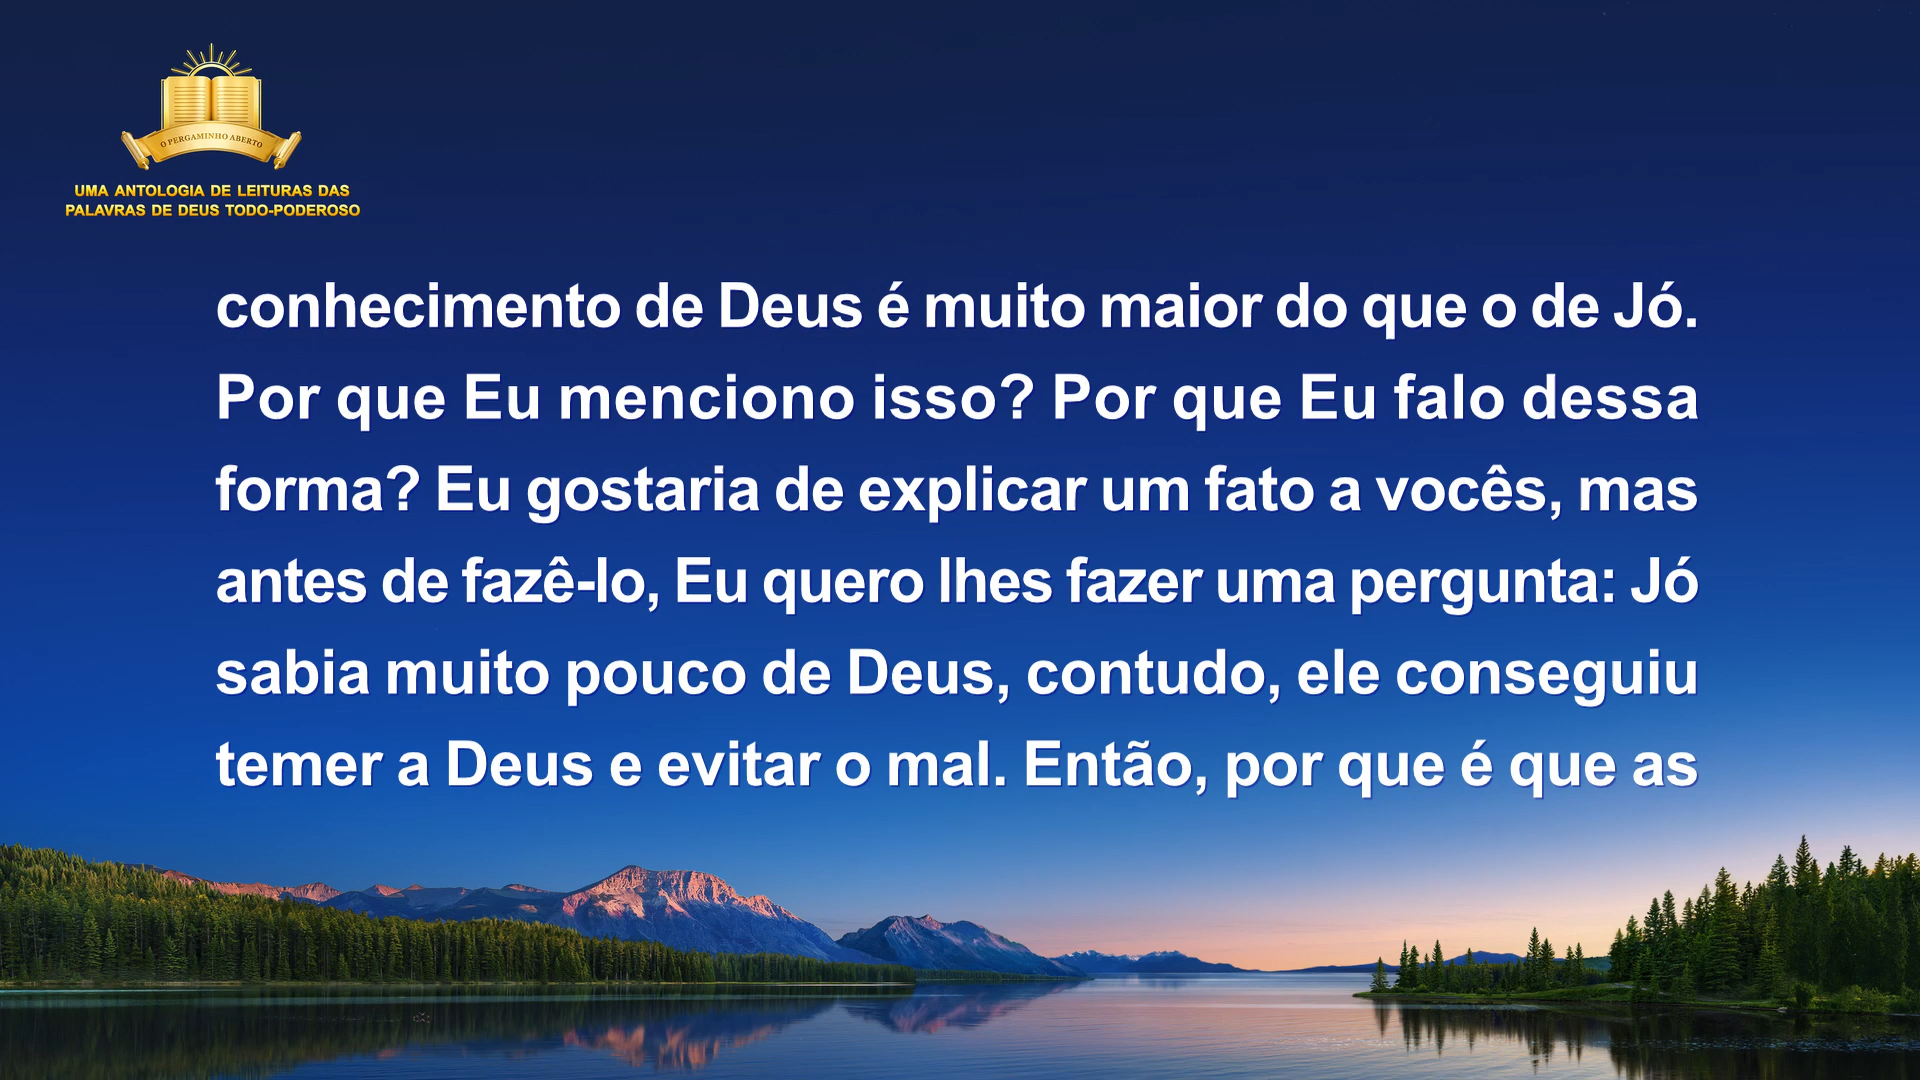 O PERGAMINHO ABERTO
UMA ANTOLOGIA DE LEITURAS DAS
PALAVRAS DE DEUS TODO-PODEROSO
conhecimento de Deus é muito maior do que o de Jó.
Por que Eu menciono isso? Por que Eu falo dessa
forma? Eu gostaria de explicar um fato a vocês, mas
antes de fazê-lo, Eu quero lhes fazer uma pergunta: Jó
sabia muito pouco de Deus, contudo, ele conseguiu
temer a Deus e evitar o mal. Então, por que é que as